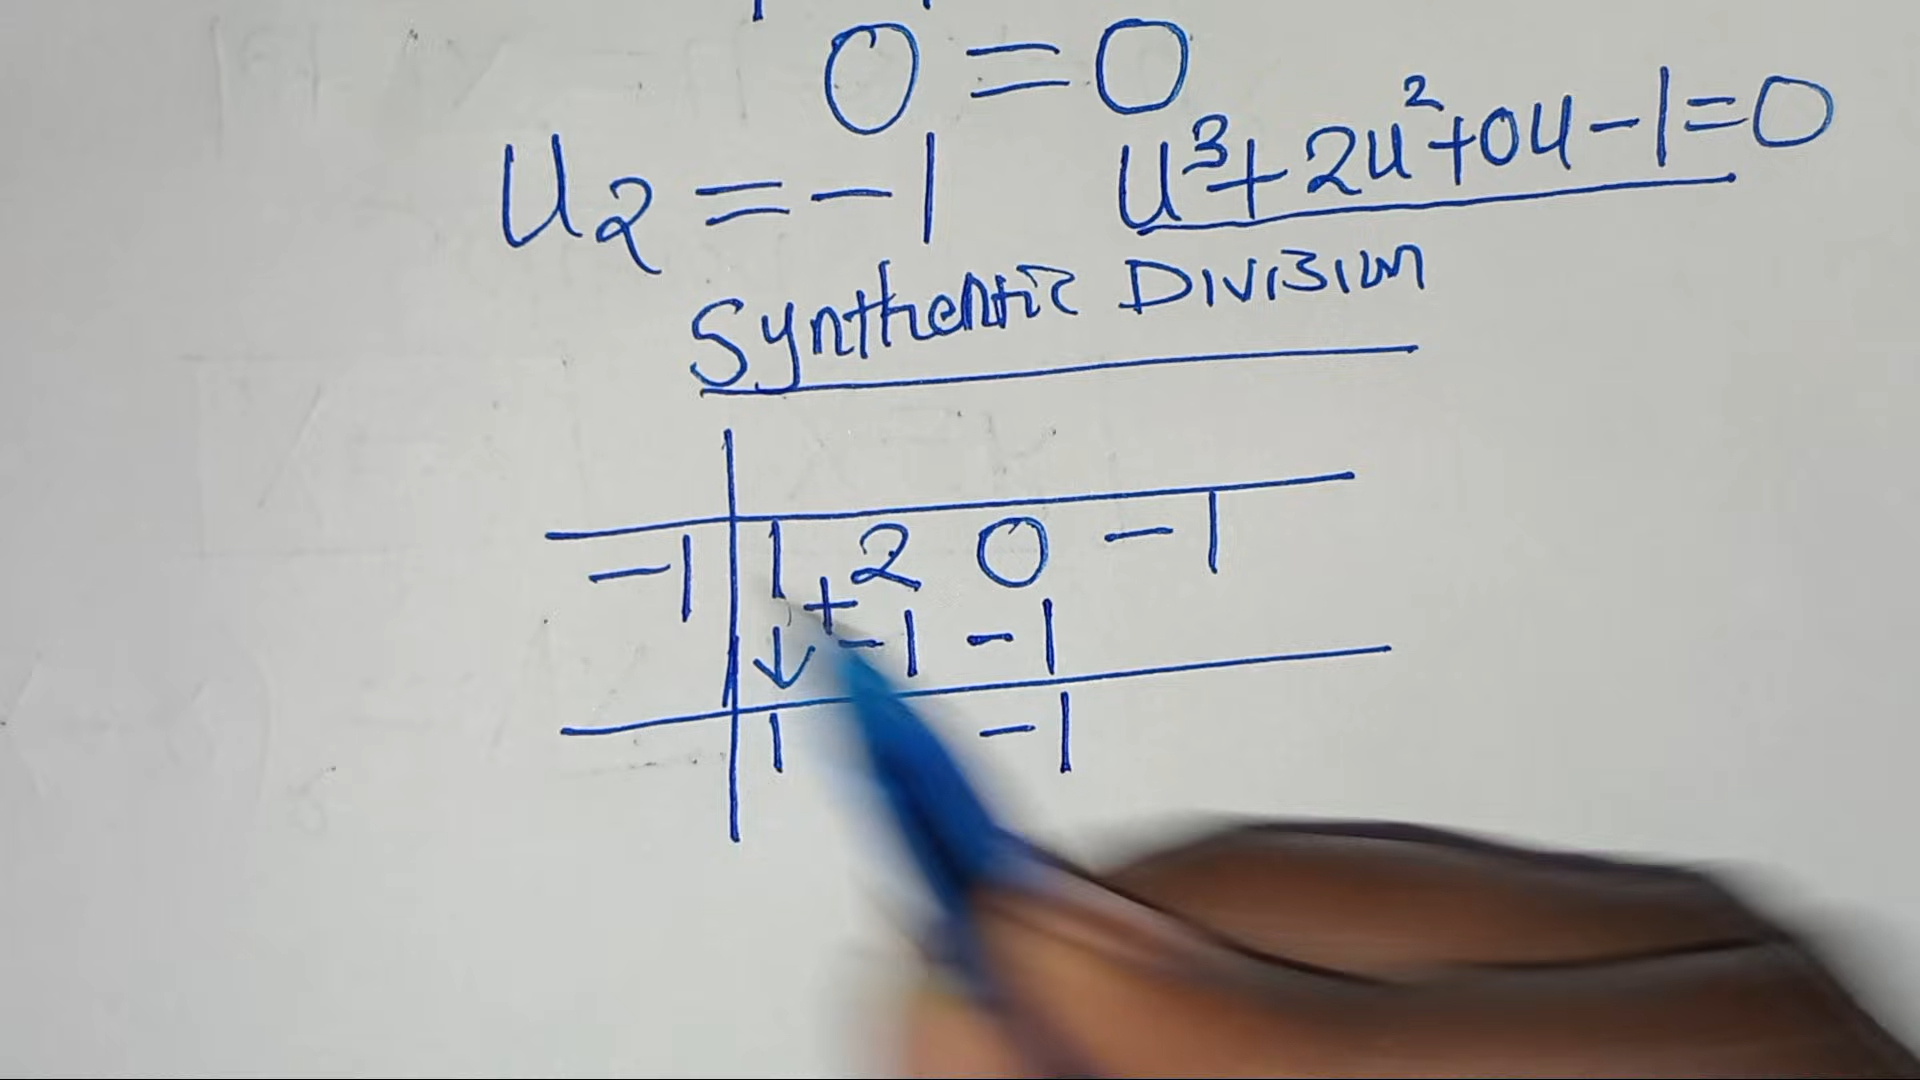 0 = 0
u³+2u²+0u-1=0
u₂ = -1
Synthentic Division
-1 | 1 2 0 -1
+ -1 -1
1 -1